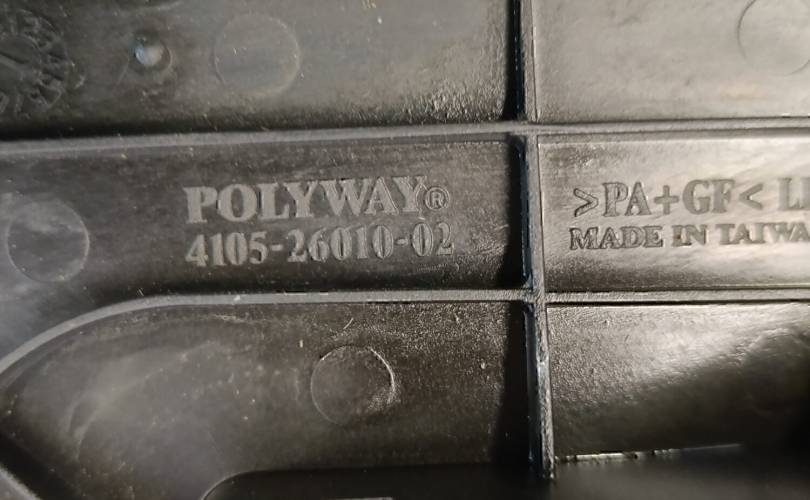 POLYWAY®
4105-26010-02
>PA+GF<
MADE IN